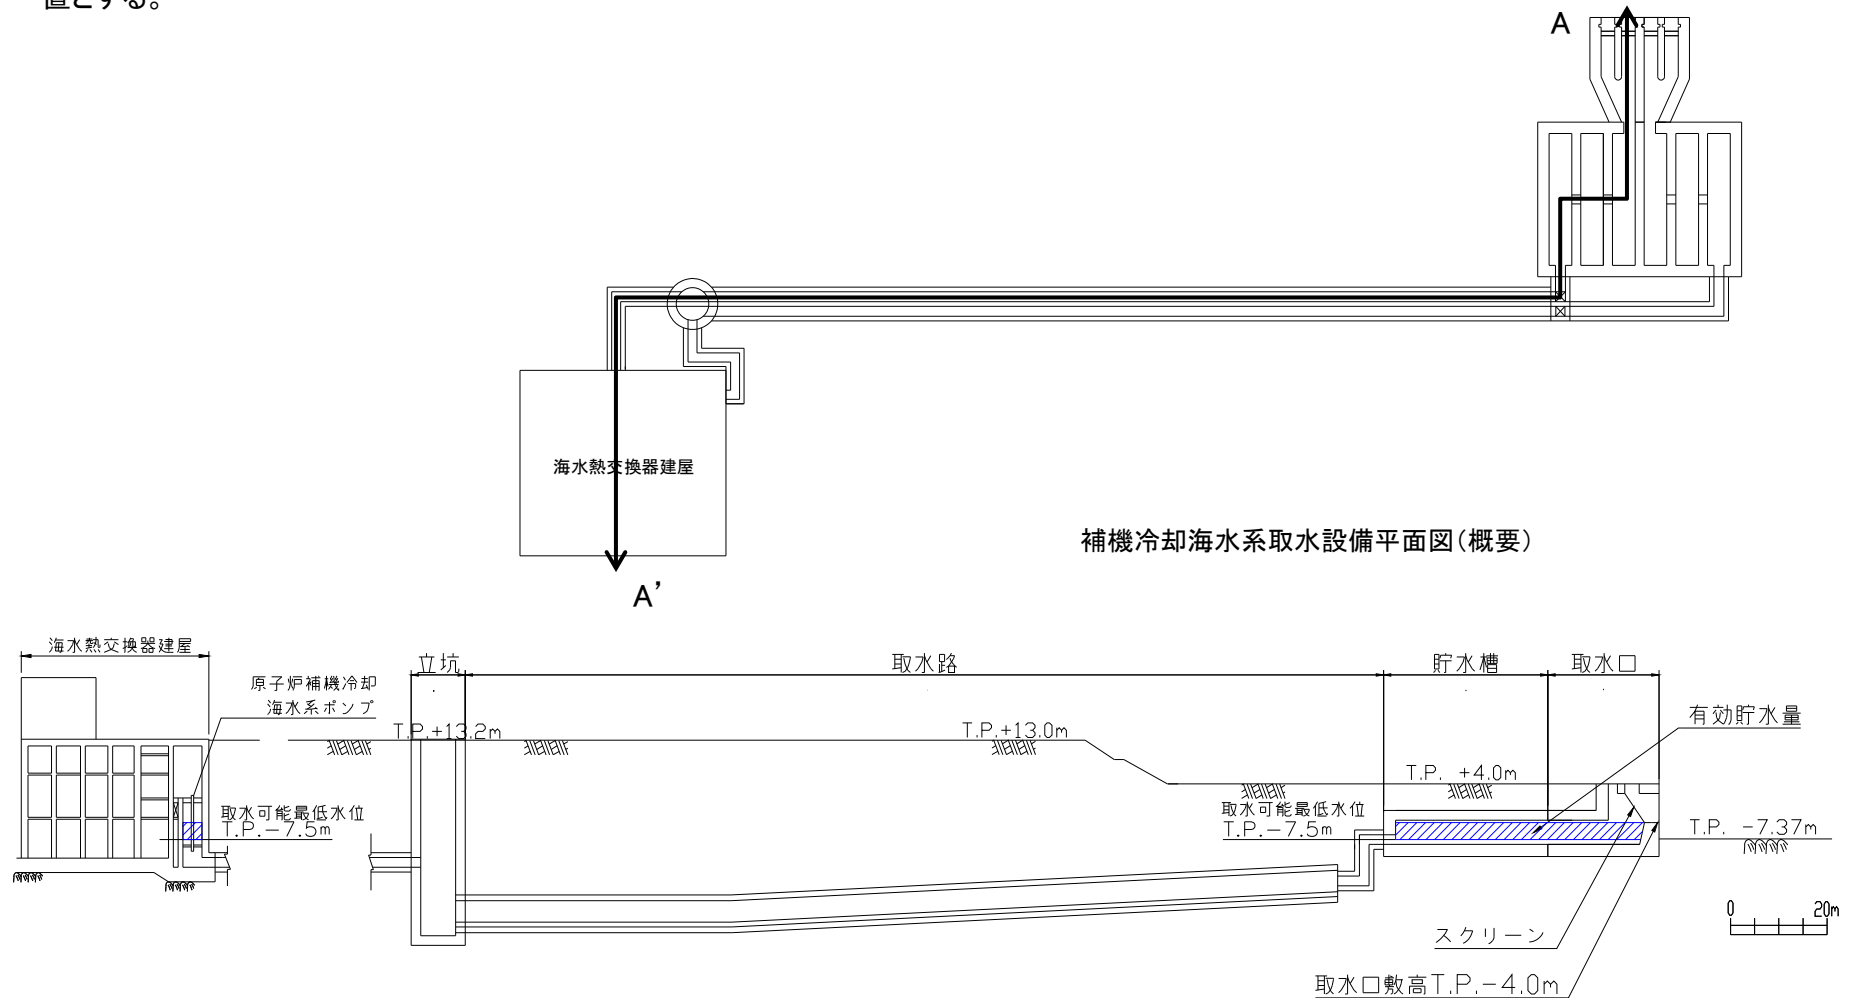 置とする。
A
海水熱交換器建屋
補機冷却海水系取水設備平面図(概要)
A'
海水熱交換器建屋
立坑
取水路
貯水槽
取水口
原子炉補機冷却
海水系ポンプ
T.P.+13.2m
T.P.+13.0m
有効貯水量
T.P. +4.0m
取水可能最低水位
T.P.-7.5m
取水可能最低水位
T.P.-7.5m
T.P. -7.37m
0 20m
スクリーン
取水口敷高T.P.-4.0m